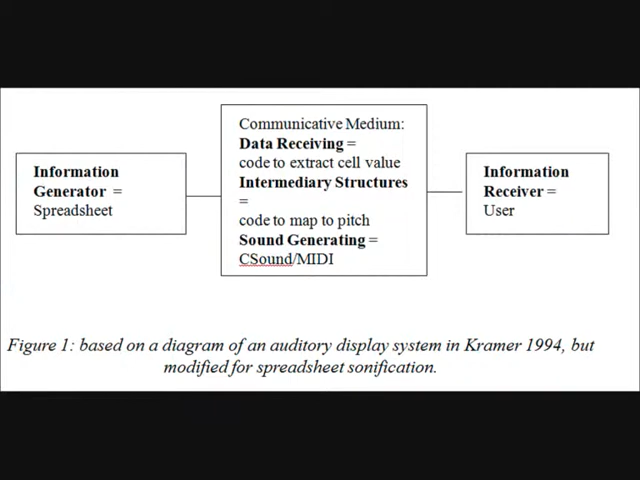 Information
Generator =
Spreadsheet
Communicative Medium:
Data Receiving =
code to extract cell value
Intermediary Structures
=
code to map to pitch
Sound Generating =
CSound/MIDI
Information
Receiver =
User
Figure 1: based on a diagram of an auditory display system in Kramer 1994, but
modified for spreadsheet sonification.